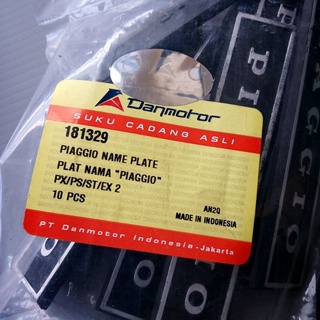 Danmotor
SUKU CADANG ASLI
181329
PIAGGIO NAME PLATE
PLAT NAMA "PIAGGIO"
PX/PS/ST/EX 2
10 PCS
AN2Q
MADE IN INDONESIA
PT Danmotor Indonesia-Jakarta